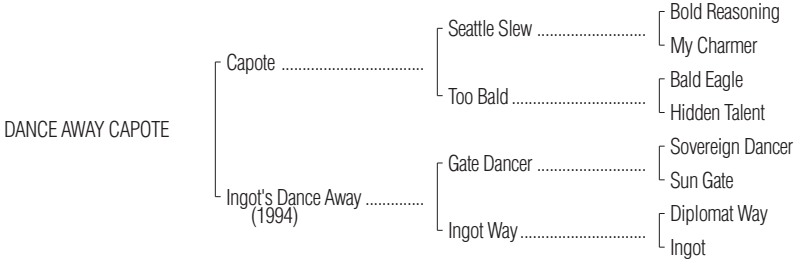 Bold Reasoning
Seattle Slew ..........................
My Charmer
Capote ..................................
Bald Eagle
Too Bald ................................
Hidden Talent
DANCE AWAY CAPOTE
Sovereign Dancer
Gate Dancer ..........................
Sun Gate
Ingot's Dance Away ..............
(1994)
Diplomat Way
Ingot Way ..............................
Ingot